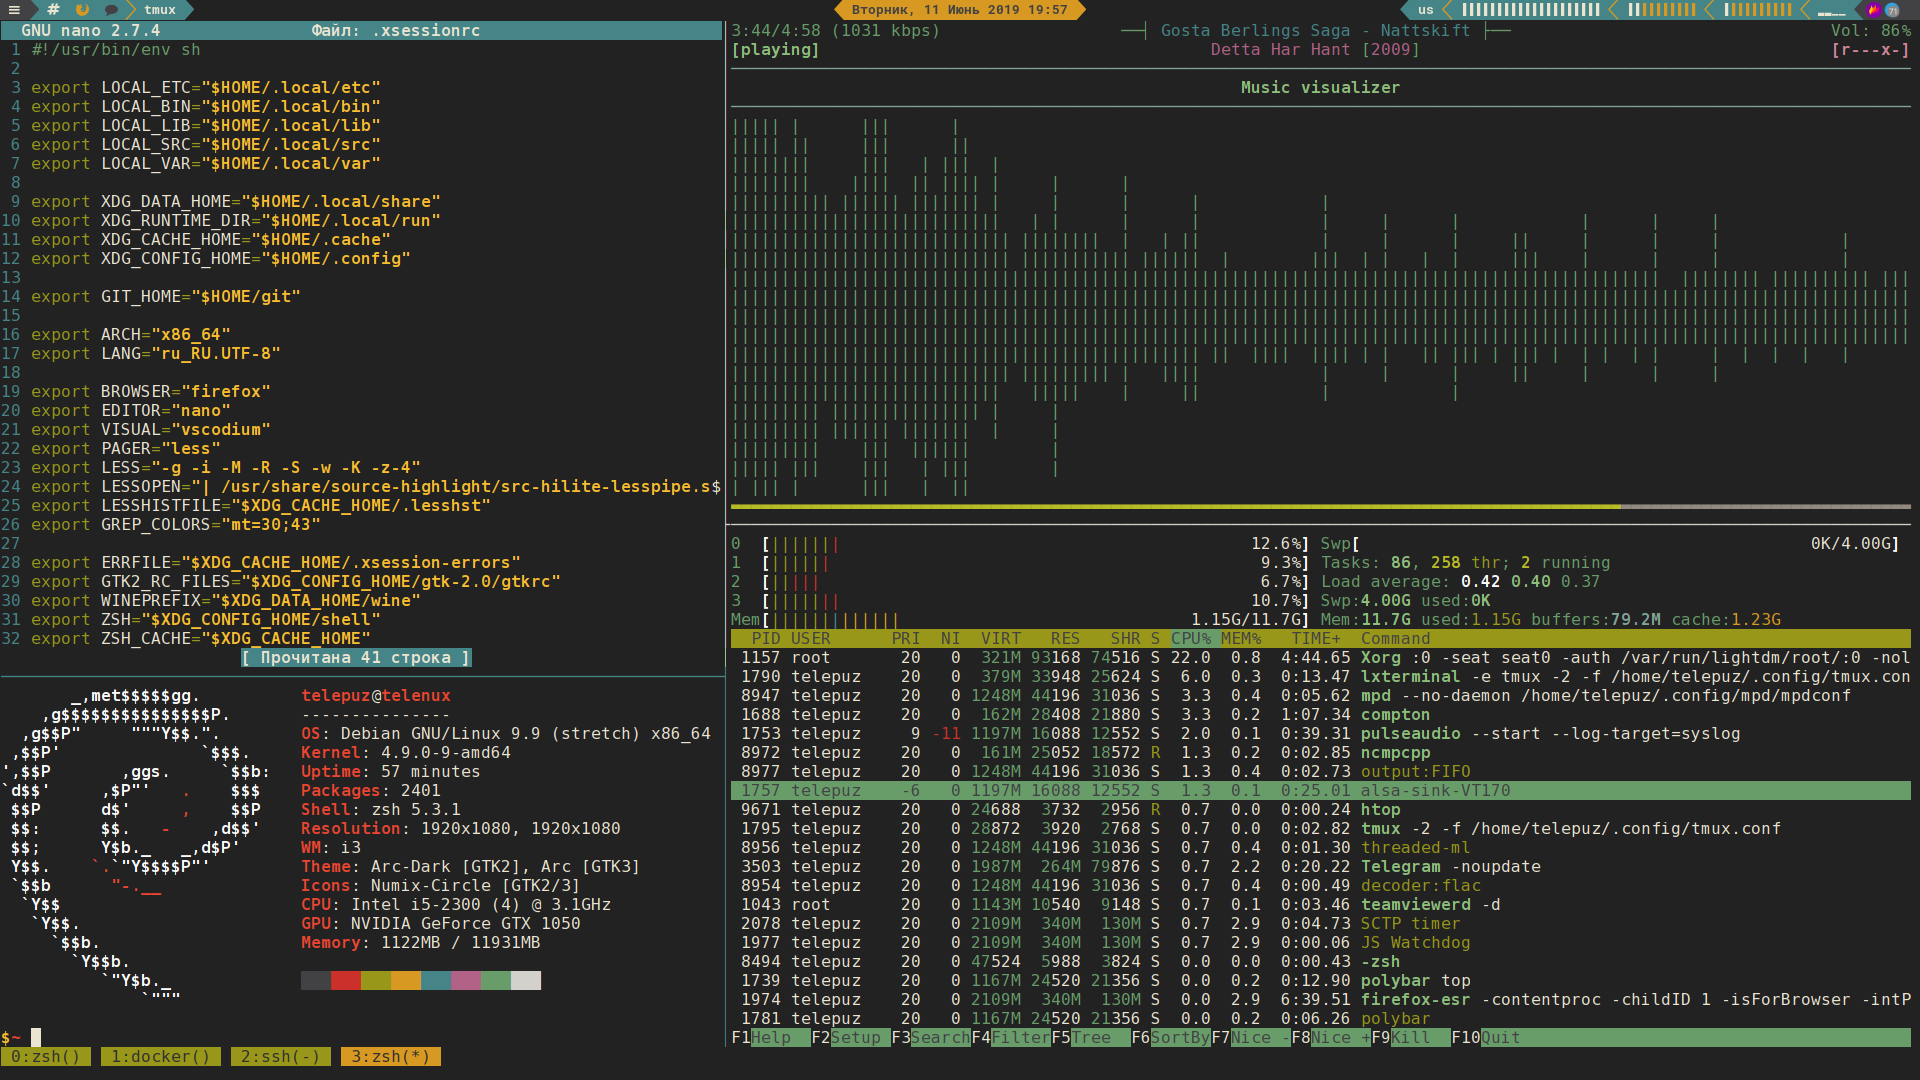 tmux
Вторник, 11 Июнь 2019 19:57
us
71
GNU nano 2.7.4 Файл: .xsessionrc
1 #!/usr/bin/env sh
2
3 export LOCAL_ETC="$HOME/.local/etc"
4 export LOCAL_BIN="$HOME/.local/bin"
5 export LOCAL_LIB="$HOME/.local/lib"
6 export LOCAL_SRC="$HOME/.local/src"
7 export LOCAL_VAR="$HOME/.local/var"
8
9 export XDG_DATA_HOME="$HOME/.local/share"
10 export XDG_RUNTIME_DIR="$HOME/.local/run"
11 export XDG_CACHE_HOME="$HOME/.cache"
12 export XDG_CONFIG_HOME="$HOME/.config"
13
14 export GIT_HOME="$HOME/git"
15
16 export ARCH="x86_64"
17 export LANG="ru_RU.UTF-8"
18
19 export BROWSER="firefox"
20 export EDITOR="nano"
21 export VISUAL="vscodium"
22 export PAGER="less"
23 export LESS="-g -i -M -R -S -w -K -z-4"
24 export LESSOPEN="| /usr/share/source-highlight/src-hilite-lesspipe.s$
25 export LESSHISTFILE="$XDG_CACHE_HOME/.lesshst"
26 export GREP_COLORS="mt=30;43"
27
28 export ERRFILE="$XDG_CACHE_HOME/.xsession-errors"
29 export GTK2_RC_FILES="$XDG_CONFIG_HOME/gtk-2.0/gtkrc"
30 export WINEPREFIX="$XDG_DATA_HOME/wine"
31 export ZSH="$XDG_CONFIG_HOME/shell"
32 export ZSH_CACHE="$XDG_CACHE_HOME"
[ Прочитана 41 строка ]
telepuz@telenux
---------------
OS: Debian GNU/Linux 9.9 (stretch) x86_64
Kernel: 4.9.0-9-amd64
Uptime: 57 minutes
Packages: 2401
Shell: zsh 5.3.1
Resolution: 1920x1080, 1920x1080
WM: i3
Theme: Arc-Dark [GTK2], Arc [GTK3]
Icons: Numix-Circle [GTK2/3]
CPU: Intel i5-2300 (4) @ 3.1GHz
GPU: NVIDIA GeForce GTX 1050
Memory: 1122MB / 11931MB
$~
0:zsh() 1:docker() 2:ssh(-) 3:zsh(*)
3:44/4:58 (1031 kbps) Gosta Berlings Saga - Nattskift Vol: 86%
[playing] Detta Har Hant [2009] [r---x-]
Music visualizer
0 [||||||| 12.6%] Swp[ 0K/4.00G]
1 [|||||| 9.3%] Tasks: 86, 258 thr; 2 running
2 [||||| 6.7%] Load average: 0.42 0.40 0.37
3 [||||||| 10.7%] Swp:4.00G used:0K
Mem[||||||||||||| 1.15G/11.7G] Mem:11.7G used:1.15G buffers:79.2M cache:1.23G
PID USER PRI NI VIRT RES SHR S CPU% MEM% TIME+ Command
1157 root 20 0 321M 93168 74516 S 22.0 0.8 4:44.65 Xorg :0 -seat seat0 -auth /var/run/lightdm/root/:0 -nol
1790 telepuz 20 0 379M 33948 25624 S 6.0 0.3 0:13.47 lxterminal -e tmux -2 -f /home/telepuz/.config/tmux.con
8947 telepuz 20 0 1248M 44196 31036 S 3.3 0.4 0:05.62 mpd --no-daemon /home/telepuz/.config/mpd/mpdconf
1688 telepuz 20 0 162M 28408 21880 S 3.3 0.2 1:07.34 compton
1753 telepuz 9 -11 1197M 16088 12552 S 2.0 0.1 0:39.31 pulseaudio --start --log-target=syslog
8972 telepuz 20 0 161M 25052 18572 R 1.3 0.2 0:02.85 ncmpcpp
8977 telepuz 20 0 1248M 44196 31036 S 1.3 0.4 0:02.73 output:FIFO
1757 telepuz -6 0 1197M 16088 12552 S 1.3 0.1 0:25.01 alsa-sink-VT170
9671 telepuz 20 0 24688 3732 2956 R 0.7 0.0 0:00.24 htop
1795 telepuz 20 0 28872 3920 2768 S 0.7 0.0 0:02.82 tmux -2 -f /home/telepuz/.config/tmux.conf
8956 telepuz 20 0 1248M 44196 31036 S 0.7 0.4 0:01.30 threaded-ml
3503 telepuz 20 0 1987M 264M 79876 S 0.7 2.2 0:20.22 Telegram -noupdate
8954 telepuz 20 0 1248M 44196 31036 S 0.7 0.4 0:00.49 decoder:flac
1043 root 20 0 1143M 10540 9148 S 0.7 0.1 0:03.46 teamviewerd -d
2078 telepuz 20 0 2109M 340M 130M S 0.7 2.9 0:04.73 SCTP timer
1977 telepuz 20 0 2109M 340M 130M S 0.7 2.9 0:00.06 JS Watchdog
8494 telepuz 20 0 47524 5988 3824 S 0.0 0.0 0:00.43 -zsh
1739 telepuz 20 0 1167M 24520 21356 S 0.0 0.2 0:12.90 polybar top
1974 telepuz 20 0 2109M 340M 130M S 0.0 2.9 6:39.51 firefox-esr -contentproc -childID 1 -isForBrowser -intP
1781 telepuz 20 0 1167M 24520 21356 S 0.0 0.2 0:06.26 polybar
F1Help F2Setup F3SearchF4FilterF5Tree F6SortByF7Nice -F8Nice +F9Kill F10Quit